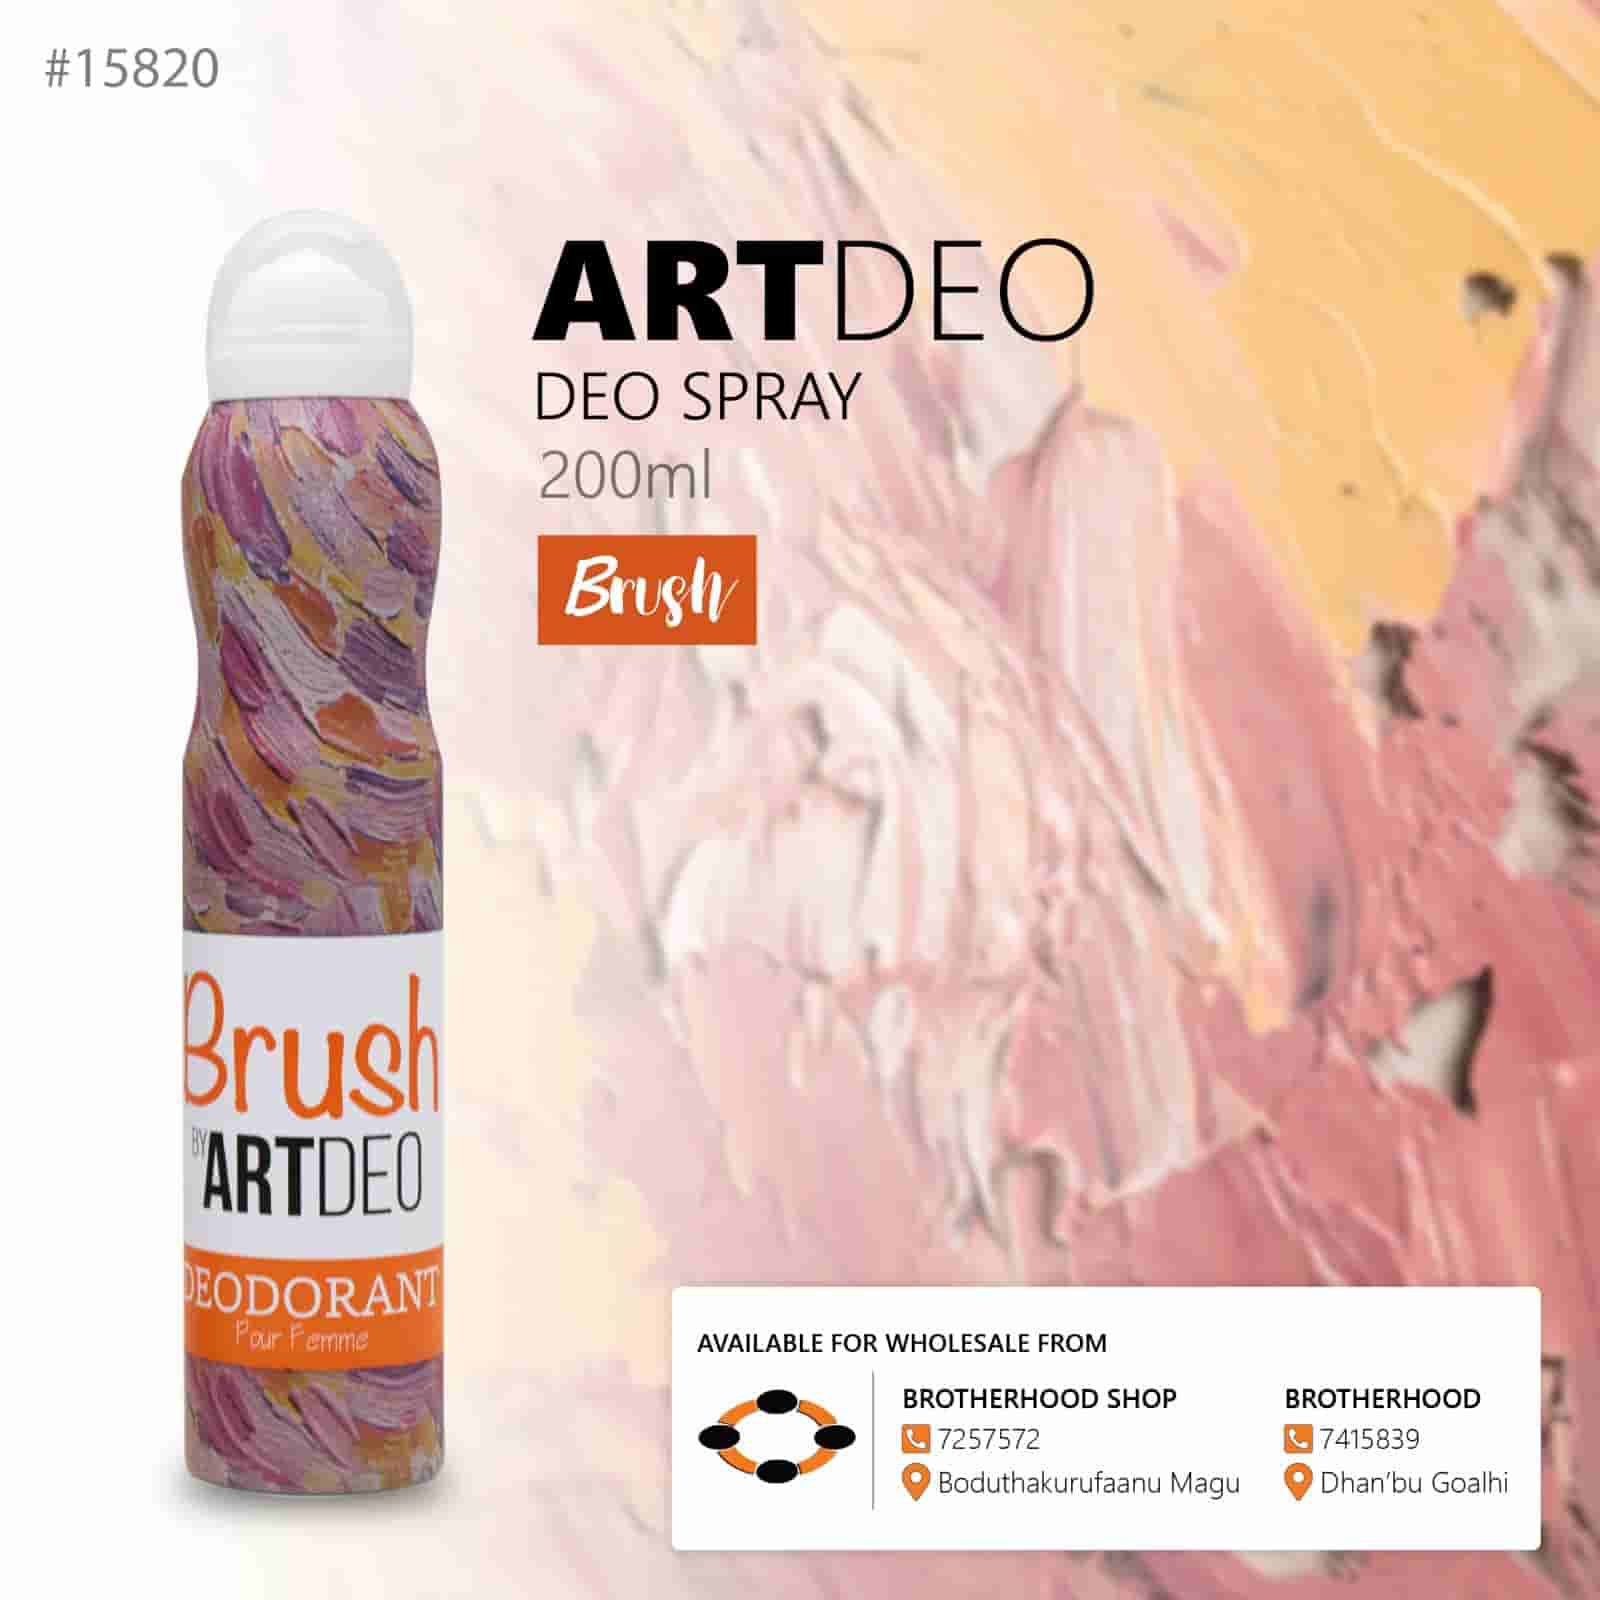 #15820
ARTDEO
DEO SPRAY
200ml
Brush
Brush
BY ARTDEO
DEODORANT
Pour Femme
AVAILABLE FOR WHOLESALE FROM
BROTHERHOOD SHOP
7257572
Boduthakurufaanu Magu
BROTHERHOOD
7415839
Dhan'bu Goalhi